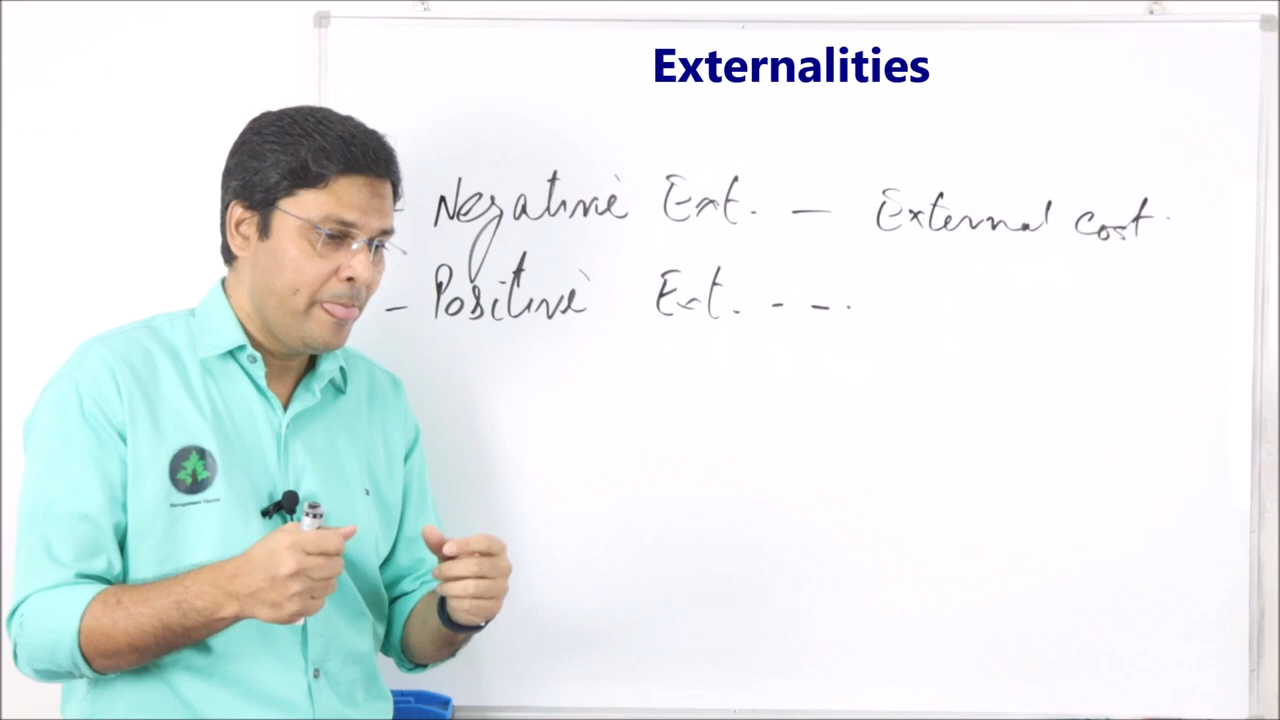 Externalities
- Negative Ext. — External cost.
- Positive Ext. - - .